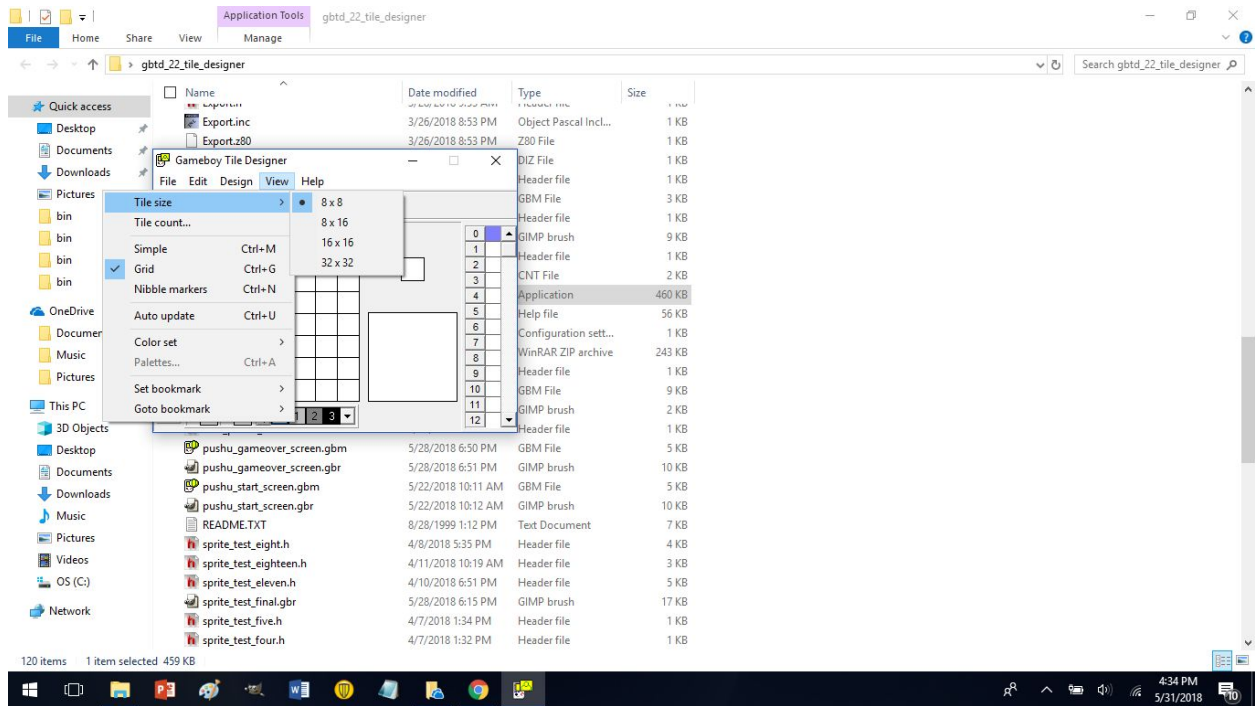 Application Tools gbtd_22_tile_designer
File Home Share View Manage
gbtd_22_tile_designer Search gbtd_22_tile_designer
Name Date modified Type Size
Quick access
Desktop
Documents
Downloads
Pictures
bin
bin
bin
bin
OneDrive
Documen
Music
Pictures
This PC
3D Objects
Desktop
Documents
Downloads
Music
Pictures
Videos
OS (C:)
Network
Export.inc 3/26/2018 8:53 PM Object Pascal Incl... 1 KB
Export.z80 3/26/2018 8:53 PM Z80 File 1 KB
DIZ File 1 KB
Header file 1 KB
GBM File 3 KB
Header file 1 KB
GIMP brush 9 KB
Header file 1 KB
CNT File 2 KB
Application 460 KB
Help file 56 KB
Configuration sett... 1 KB
WinRAR ZIP archive 243 KB
Header file 1 KB
GBM File 9 KB
GIMP brush 2 KB
Header file 1 KB
pushu_gameover_screen.gbm 5/28/2018 6:50 PM GBM File 5 KB
pushu_gameover_screen.gbr 5/28/2018 6:51 PM GIMP brush 10 KB
pushu_start_screen.gbm 5/22/2018 10:11 AM GBM File 5 KB
pushu_start_screen.gbr 5/22/2018 10:12 AM GIMP brush 10 KB
README.TXT 8/28/1999 1:12 PM Text Document 7 KB
sprite_test_eight.h 4/8/2018 5:35 PM Header file 4 KB
sprite_test_eighteen.h 4/11/2018 10:19 AM Header file 3 KB
sprite_test_eleven.h 4/10/2018 6:51 PM Header file 5 KB
sprite_test_final.gbr 5/28/2018 6:15 PM GIMP brush 17 KB
sprite_test_five.h 4/7/2018 1:34 PM Header file 1 KB
sprite_test_four.h 4/7/2018 1:32 PM Header file 1 KB
Gameboy Tile Designer
File Edit Design View Help
Tile size
Tile count...
Simple Ctrl+M
Grid Ctrl+G
Nibble markers Ctrl+N
Auto update Ctrl+U
Color set
Palettes... Ctrl+A
Set bookmark
Goto bookmark
8 x 8
8 x 16
16 x 16
32 x 32
0
1
2
3
4
5
6
7
8
9
10
11
12
1 2 3
120 items 1 item selected 459 KB
4:34 PM
5/31/2018
10